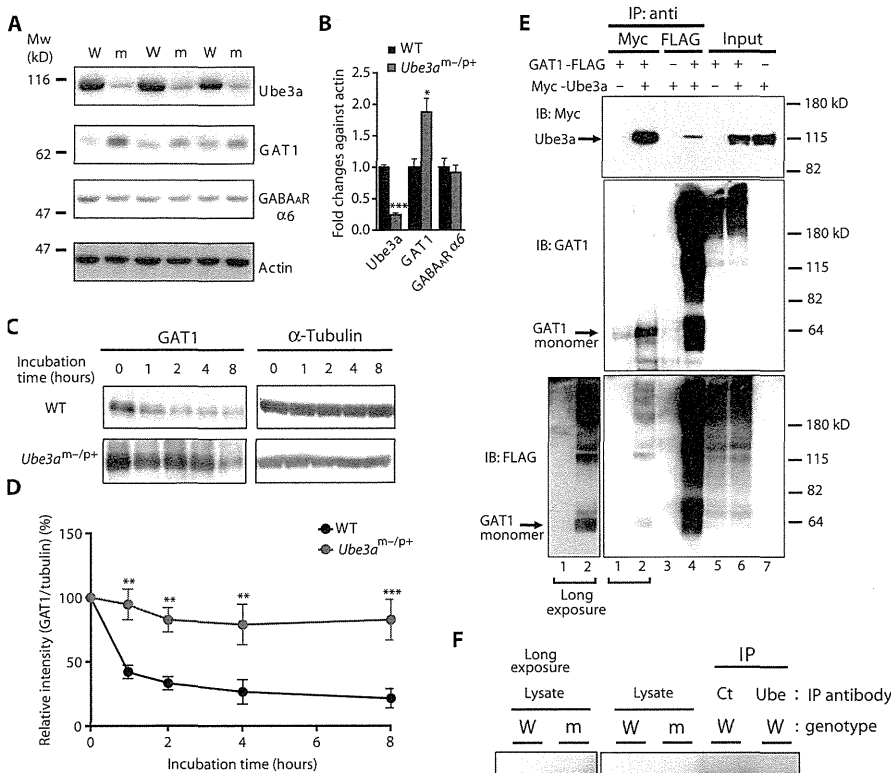 A
Mw
(kD)
W m W m W m
116
Ube3a
62
GAT1
47
GABAAR
α6
47
Actin
B
WT
Ube3a m–/p+
Fold changes against actin
2.5
2.0
1.5
1.0
0.5
0.0
***
*
Ube3a
GAT1
GABAAR α6
C
GAT1
α-Tubulin
Incubation
time (hours)
0 1 2 4 8
0 1 2 4 8
WT
Ube3a m–/p+
D
Relative intensity (GAT1/tubulin) (%)
150
100
50
0
WT
Ube3a m–/p+
**
**
**
***
0 2 4 6 8
Incubation time (hours)
E
IP: anti
Myc FLAG Input
GAT1-FLAG + + – + – + –
Myc-Ube3a – + + + – + +
IB: Myc
Ube3a
180 kD
115
82
IB: GAT1
180 kD
115
82
64
GAT1
monomer
IB: FLAG
180 kD
115
82
64
GAT1
monomer
1 2 1 2 3 4 5 6 7
Long
exposure
F
Long
exposure
IP
Lysate
Lysate
Ct Ube : IP antibody
W m W m W W : genotype